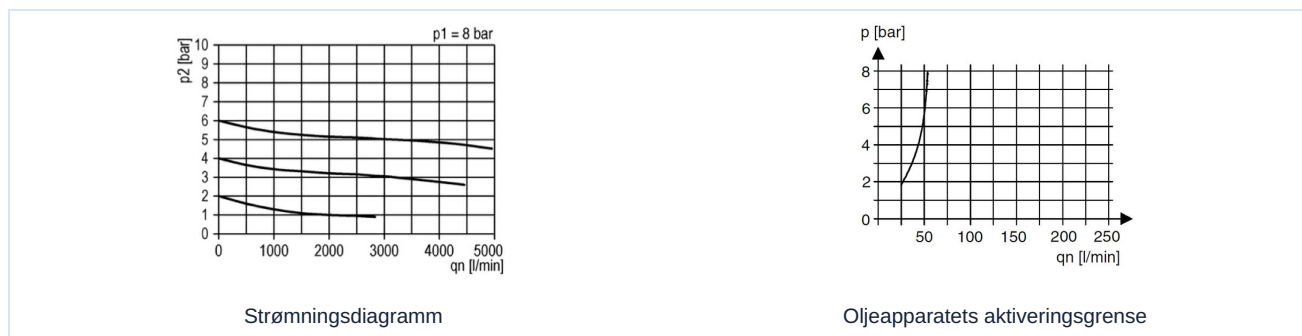 p1 = 8 bar
p2 [bar]
10
9
8
7
6
5
4
3
2
1
0
0 1000 2000 3000 4000 5000
qn [l/min]
Strømningsdiagramm
p [bar]
8
6
4
2
0
50 100 150 200 250
qn [l/min]
Oljeapparatets aktiveringsgrense